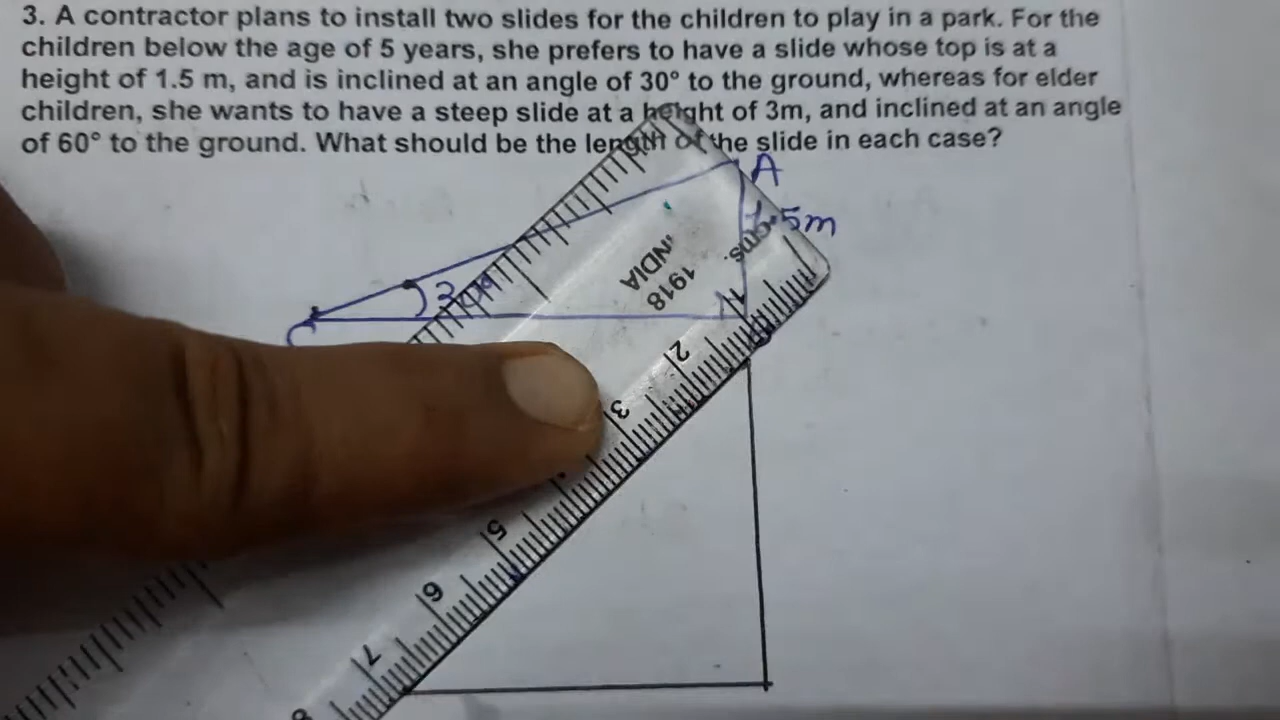 3. A contractor plans to install two slides for the children to play in a park. For the
children below the age of 5 years, she prefers to have a slide whose top is at a
height of 1.5 m, and is inclined at an angle of 30° to the ground, whereas for elder
children, she wants to have a steep slide at a height of 3m, and inclined at an angle
of 60° to the ground. What should be the length of the slide in each case?
A
1.5m
cms.
INDIA
1918
30°
C
2
3
5
6
7
8